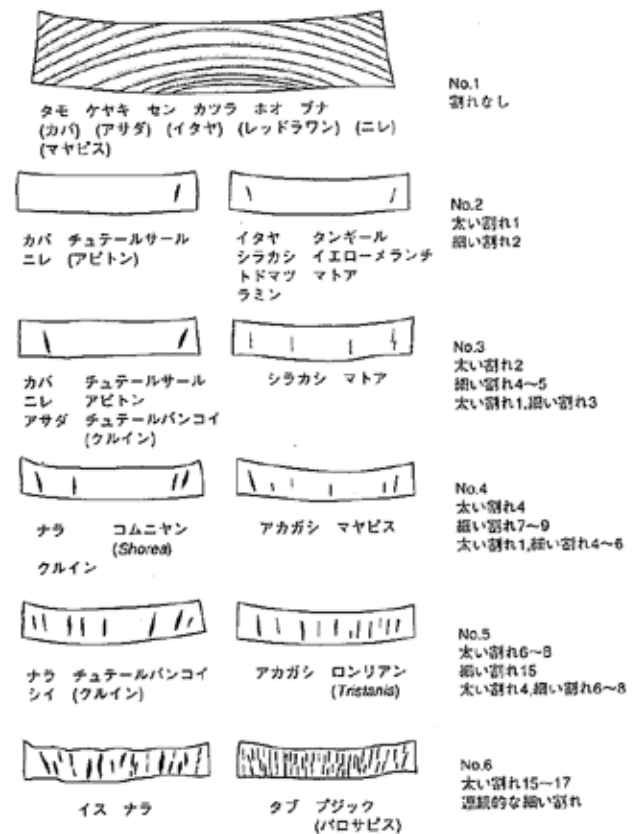 タモ ケヤキ セン カツラ ホオ ブナ
(カバ) (アサダ) (イタヤ) (レッドラワン) (ニレ)
(マヤピス)
No.1
割れなし
カバ チュテールサール
ニレ (アピトン)
イタヤ タンギール
シラカシ イエローメランチ
トドマツ マトア
ラミン
No.2
太い割れ1
細い割れ2
カバ チュテールサール
ニレ アピトン
アサダ チュテールバンコイ
(クルイン)
シラカシ マトア
No.3
太い割れ2
細い割れ4〜5
太い割れ1,細い割れ3
ナラ コムニヤン
(Shorea)
クルイン
アカガシ マヤピス
No.4
太い割れ4
細い割れ7〜9
太い割れ1,細い割れ4〜6
ナラ チュテールバンコイ
シイ (クルイン)
アカガシ ロンリアン
(Tristania)
No.5
太い割れ6〜8
細い割れ15
太い割れ4,細い割れ6〜8
イス ナラ
タブ ブジック
(パロサピス)
No.6
太い割れ15〜17
連続的な細い割れ